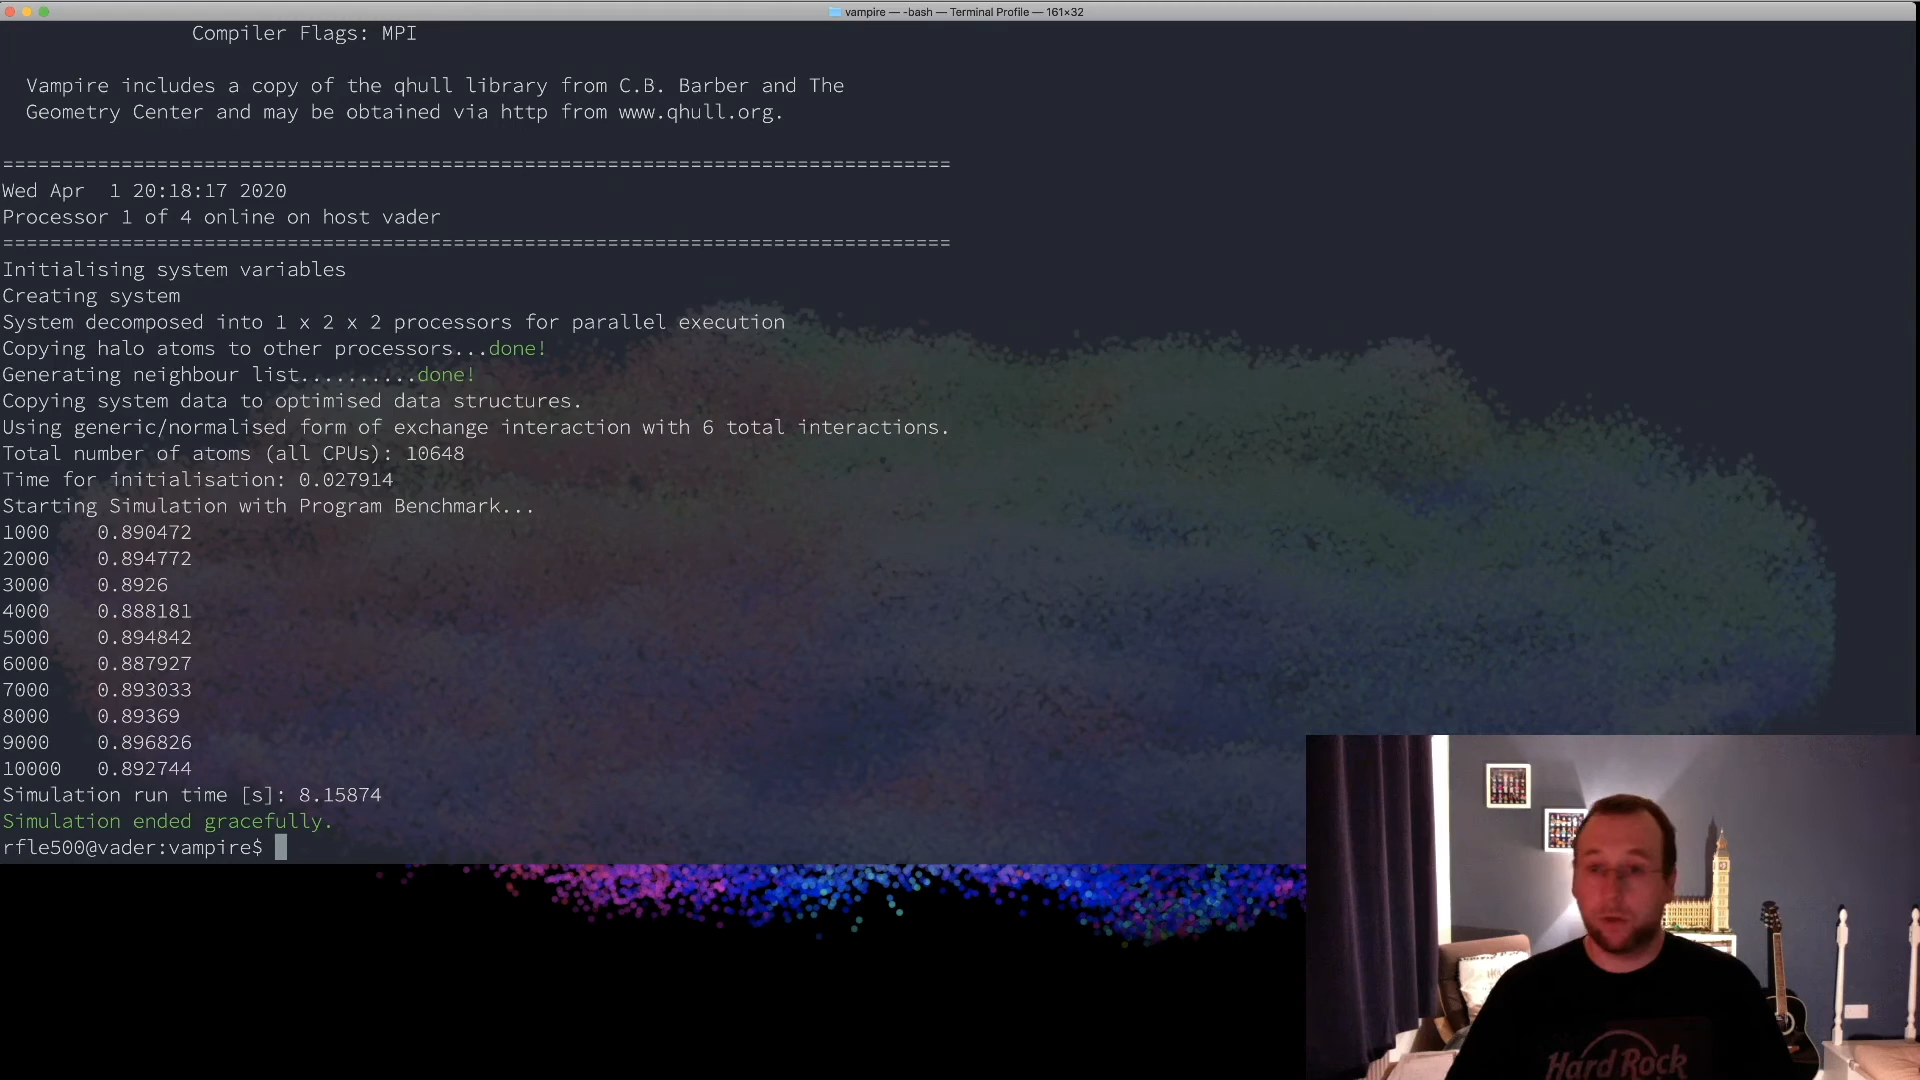 vampire — -bash — Terminal Profile — 161×32
Compiler Flags: MPI
Vampire includes a copy of the qhull library from C.B. Barber and The
Geometry Center and may be obtained via http from www.qhull.org.
================================================================================
Wed Apr  1 20:18:17 2020
Processor 1 of 4 online on host vader
================================================================================
Initialising system variables
Creating system
System decomposed into 1 x 2 x 2 processors for parallel execution
Copying halo atoms to other processors...done!
Generating neighbour list..........done!
Copying system data to optimised data structures.
Using generic/normalised form of exchange interaction with 6 total interactions.
Total number of atoms (all CPUs): 10648
Time for initialisation: 0.027914
Starting Simulation with Program Benchmark...
1000    0.890472
2000    0.894772
3000    0.8926
4000    0.888181
5000    0.894842
6000    0.887927
7000    0.893033
8000    0.89369
9000    0.896826
10000   0.892744
Simulation run time [s]: 8.15874
Simulation ended gracefully.
rfle500@vader:vampire$
Hard Rock